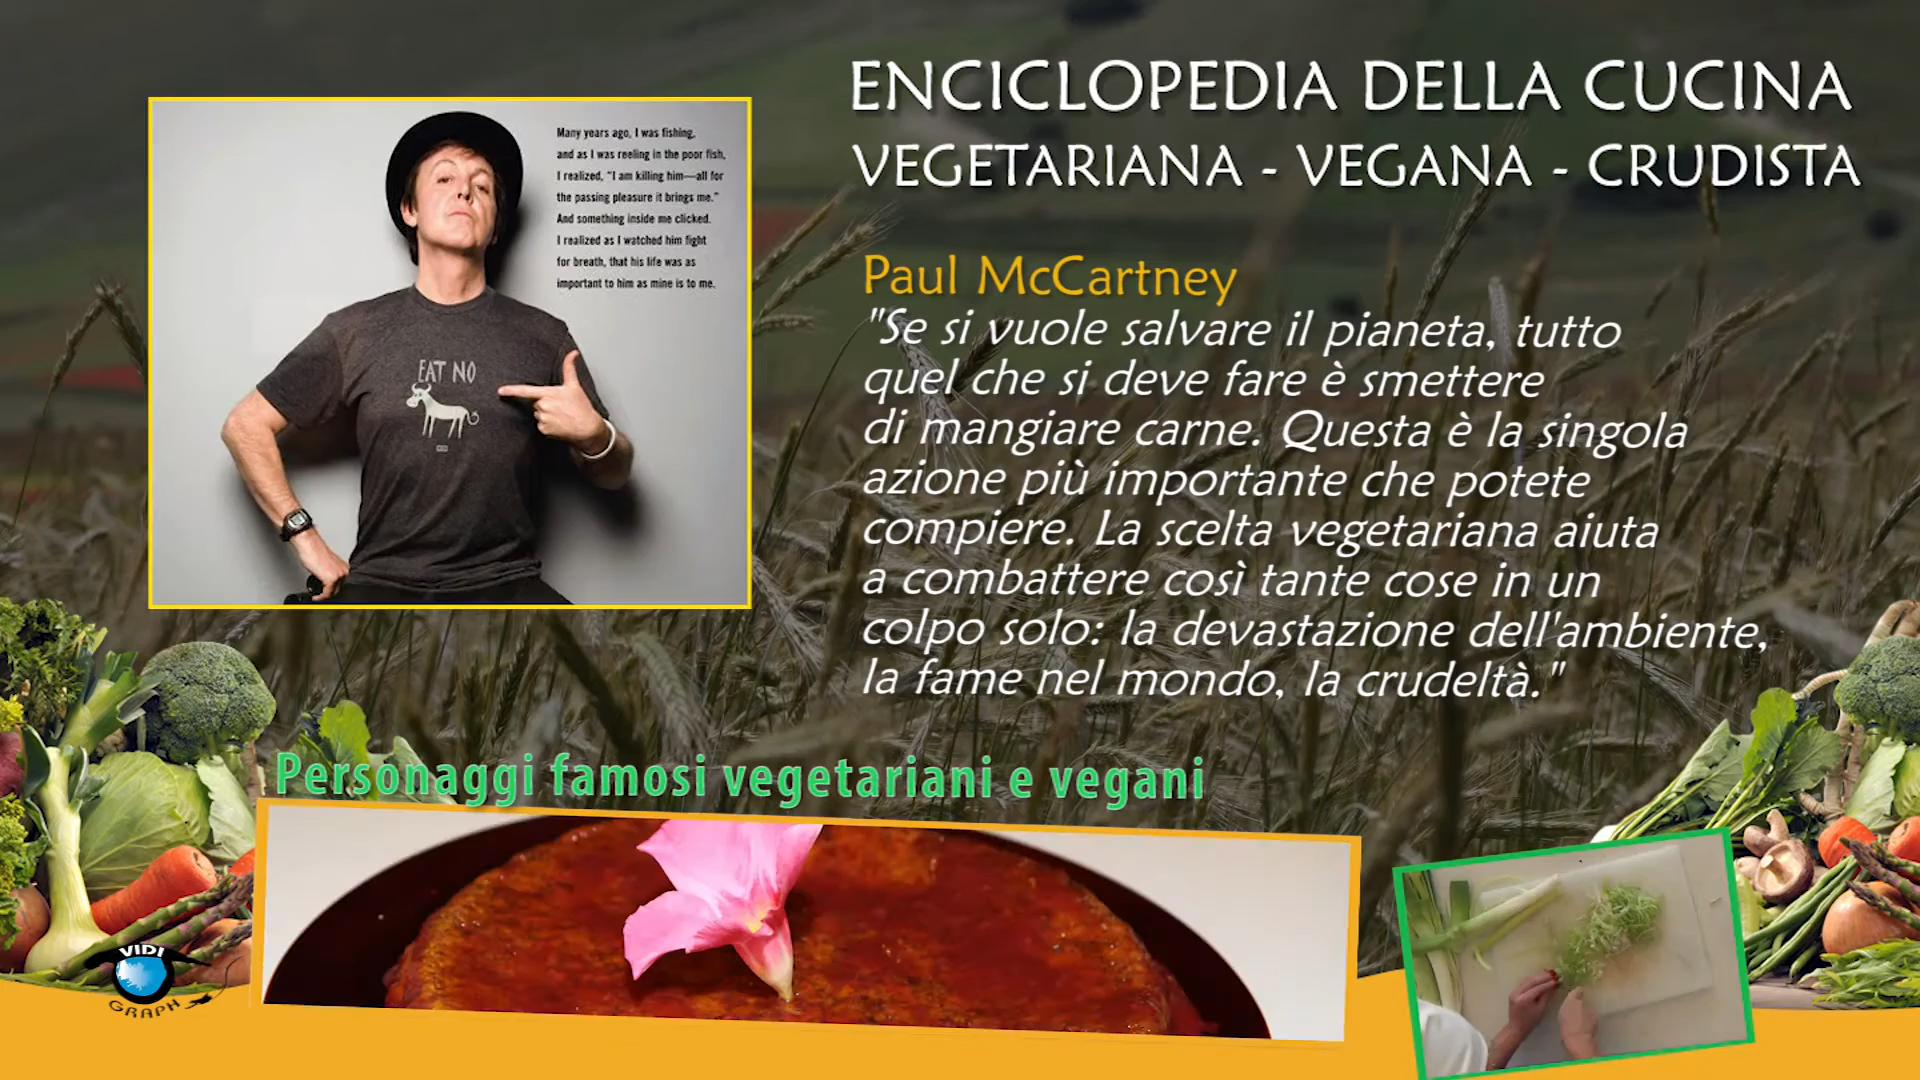 ENCICLOPEDIA DELLA CUCINA
VEGETARIANA - VEGANA - CRUDISTA
Many years ago, I was fishing,
and as I was reeling in the poor fish,
I realized, "I am killing him—all for
the passing pleasure it brings me."
And something inside me clicked.
I realized as I watched him fight
for breath, that his life was as
important to him as mine is to me.
EAT NO
Paul McCartney
"Se si vuole salvare il pianeta, tutto
quel che si deve fare è smettere
di mangiare carne. Questa è la singola
azione più importante che potete
compiere. La scelta vegetariana aiuta
a combattere così tante cose in un
colpo solo: la devastazione dell'ambiente,
la fame nel mondo, la crudeltà."
Personaggi famosi vegetariani e vegani
VIDI
GRAPH